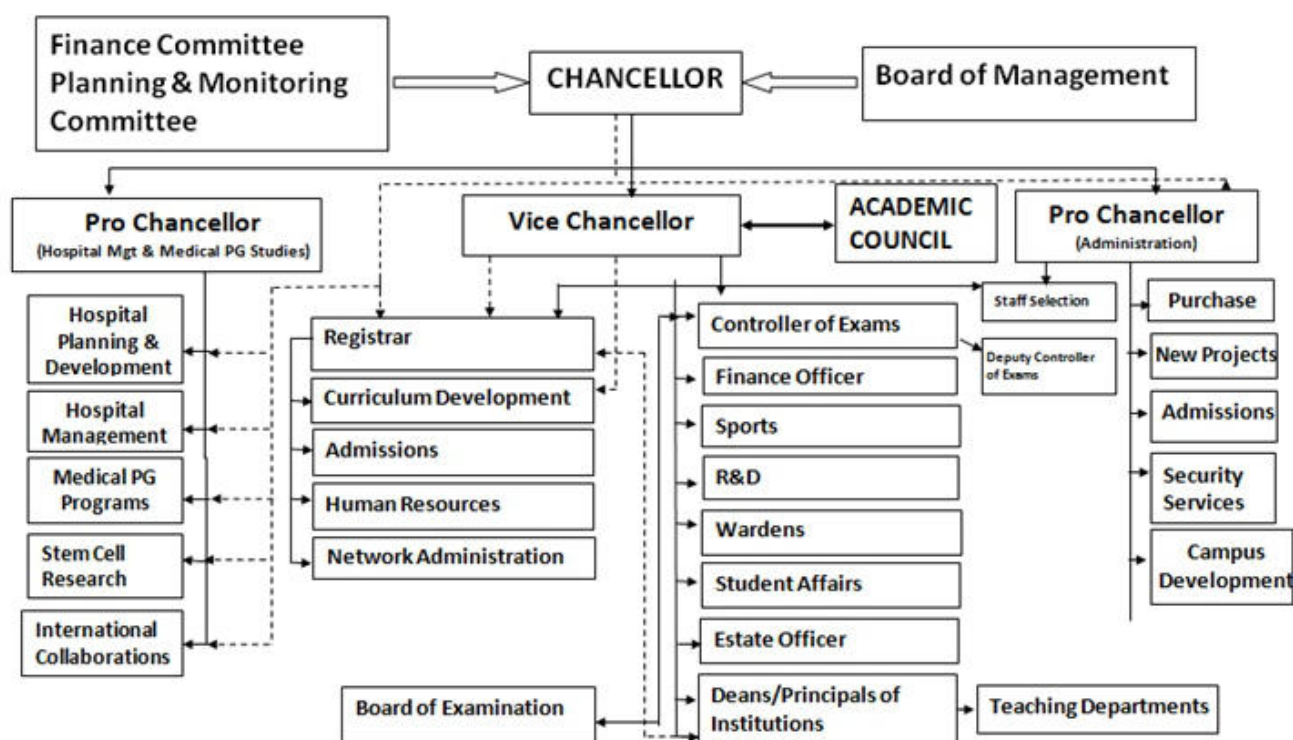 Finance Committee
Planning & Monitoring
Committee
CHANCELLOR
Board of Management
Pro Chancellor
(Hospital Mgt & Medical PG Studies)
Vice Chancellor
ACADEMIC
COUNCIL
Pro Chancellor
(Administration)
Hospital
Planning &
Development
Hospital
Management
Medical PG
Programs
Stem Cell
Research
International
Collaborations
Registrar
Curriculum Development
Admissions
Human Resources
Network Administration
Board of Examination
Controller of Exams
Finance Officer
Sports
R&D
Wardens
Student Affairs
Estate Officer
Deans/Principals of
Institutions
Teaching Departments
Staff Selection
Deputy Controller
of Exams
Purchase
New Projects
Admissions
Security
Services
Campus
Development